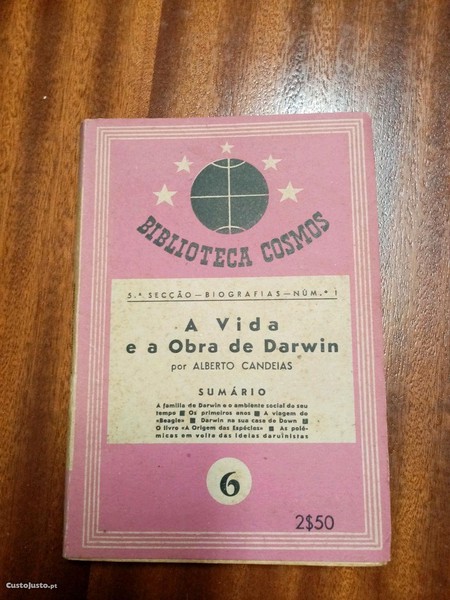 BIBLIOTECA COSMOS
5.ª SECÇÃO — BIOGRAFIAS — NÚM.º 1
A Vida
e a Obra de Darwin
por ALBERTO CANDEIAS
SUMÁRIO
A família de Darwin e o ambiente social do seu
tempo ■ Os primeiros anos ■ A viagem do
«Beagle» ■ Darwin na sua casa de Down ■
O livro «A Origem das Espécies» ■ As polé-
micas em volta das ideias darwinistas
6
2$50
CustoJusto.pt